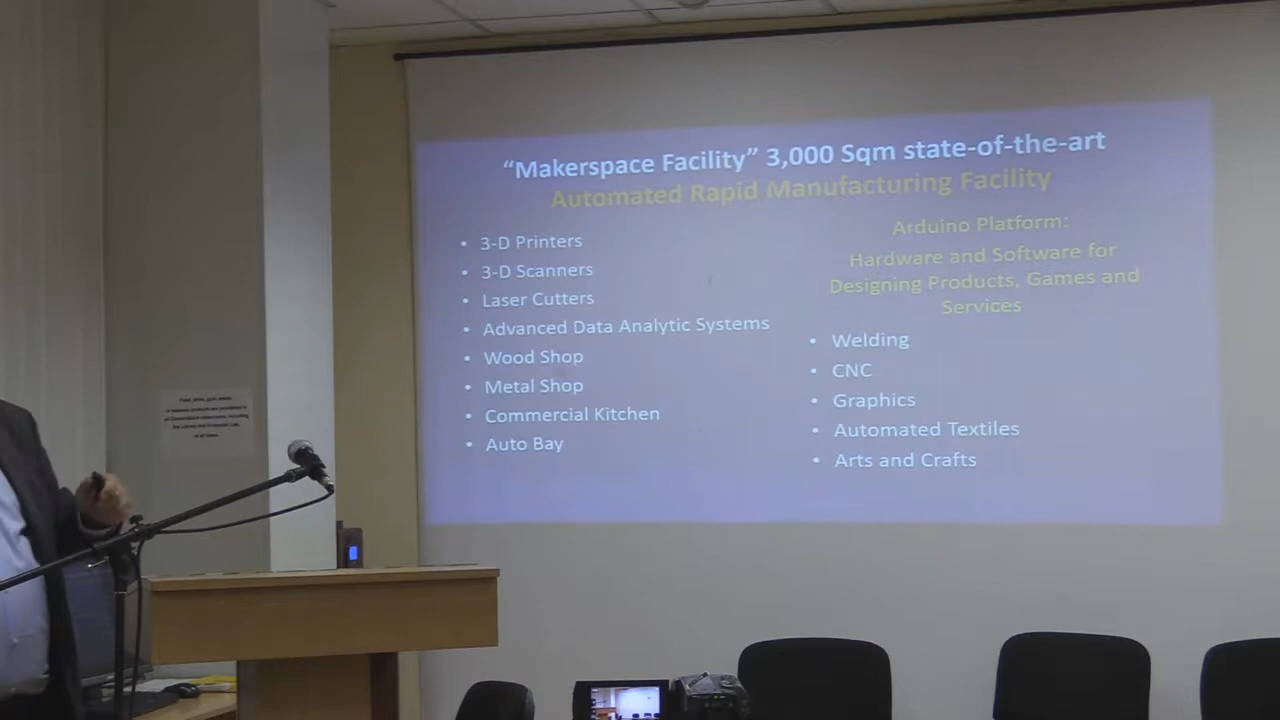 “Makerspace Facility” 3,000 Sqm state-of-the-art
Automated Rapid Manufacturing Facility
• 3-D Printers
• 3-D Scanners
• Laser Cutters
• Advanced Data Analytic Systems
• Wood Shop
• Metal Shop
• Commercial Kitchen
• Auto Bay
Arduino Platform:
Hardware and Software for
Designing Products, Games and
Services
• Welding
• CNC
• Graphics
• Automated Textiles
• Arts and Crafts